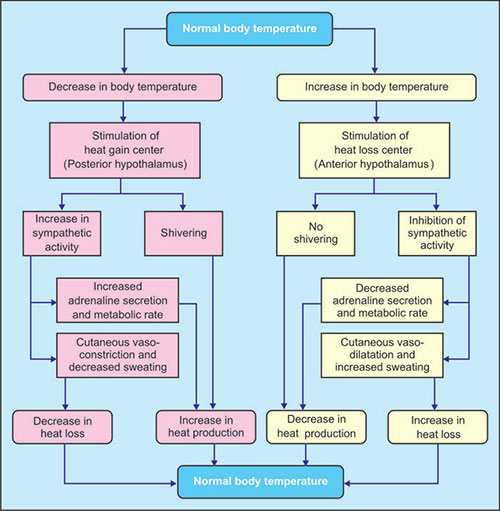 Normal body temperature
Decrease in body temperature
Increase in body temperature
Stimulation of
heat gain center
(Posterior hypothalamus)
Stimulation of
heat loss center
(Anterior hypothalamus)
Increase in
sympathetic
activity
Shivering
No
shivering
Inhibition of
sympathetic
activity
Increased
adrenaline secretion
and metabolic rate
Decreased
adrenaline secretion
and metabolic rate
Cutaneous vaso-
constriction and
decreased sweating
Cutaneous vaso-
dilatation and
increased sweating
Decrease in
heat loss
Increase in
heat production
Decrease in
heat production
Increase in
heat loss
Normal body temperature